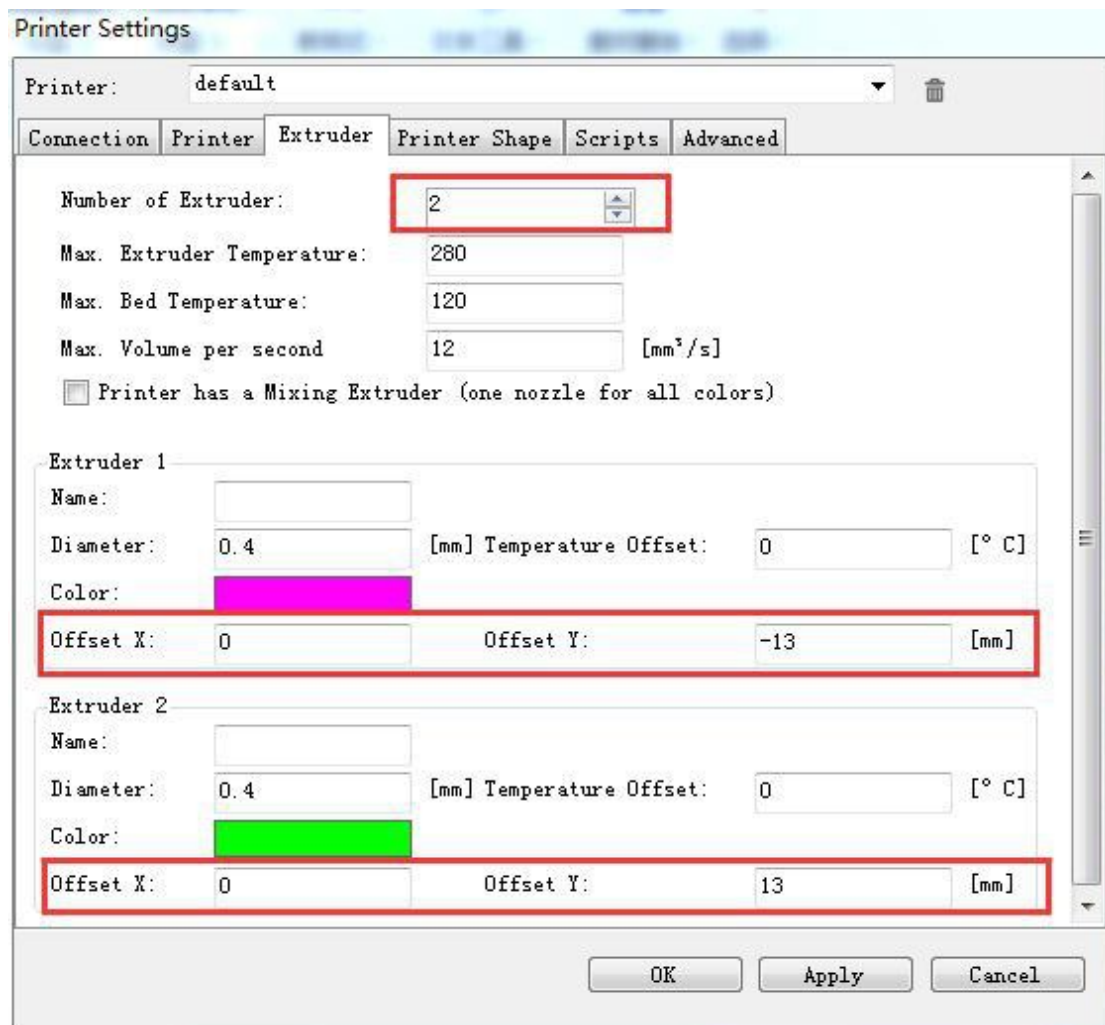 Printer Settings
Printer: default
Connection Printer Extruder Printer Shape Scripts Advanced
Number of Extruder: 2
Max. Extruder Temperature: 280
Max. Bed Temperature: 120
Max. Volume per second 12 [mm³/s]
Printer has a Mixing Extruder (one nozzle for all colors)
Extruder 1
Name:
Diameter: 0.4 [mm] Temperature Offset: 0 [° C]
Color:
Offset X: 0 Offset Y: -13 [mm]
Extruder 2
Name:
Diameter: 0.4 [mm] Temperature Offset: 0 [° C]
Color:
Offset X: 0 Offset Y: 13 [mm]
OK Apply Cancel